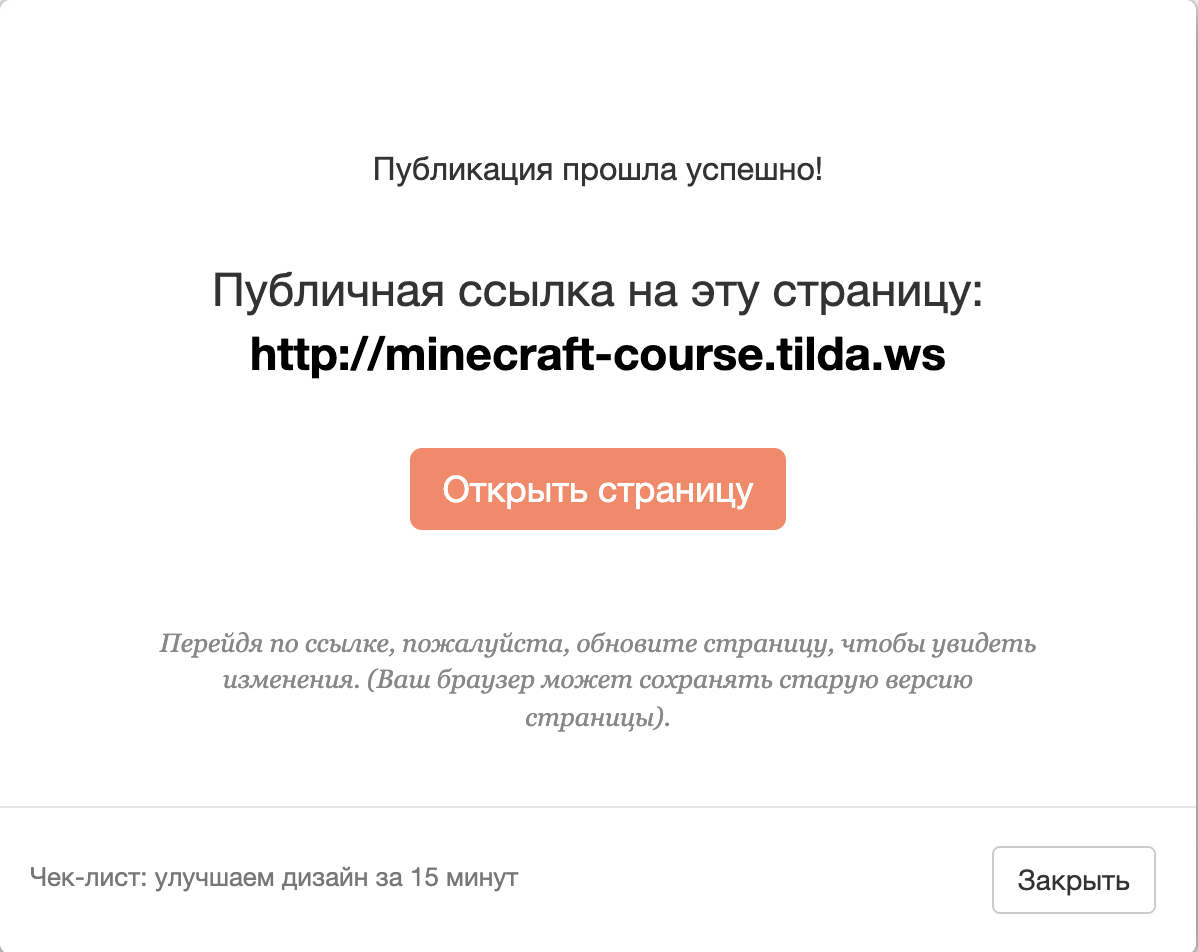 Публикация прошла успешно!
Публичная ссылка на эту страницу:
http://minecraft-course.tilda.ws
Открыть страницу
Перейдя по ссылке, пожалуйста, обновите страницу, чтобы увидеть
изменения. (Ваш браузер может сохранять старую версию
страницы).
Чек-лист: улучшаем дизайн за 15 минут
Закрыть